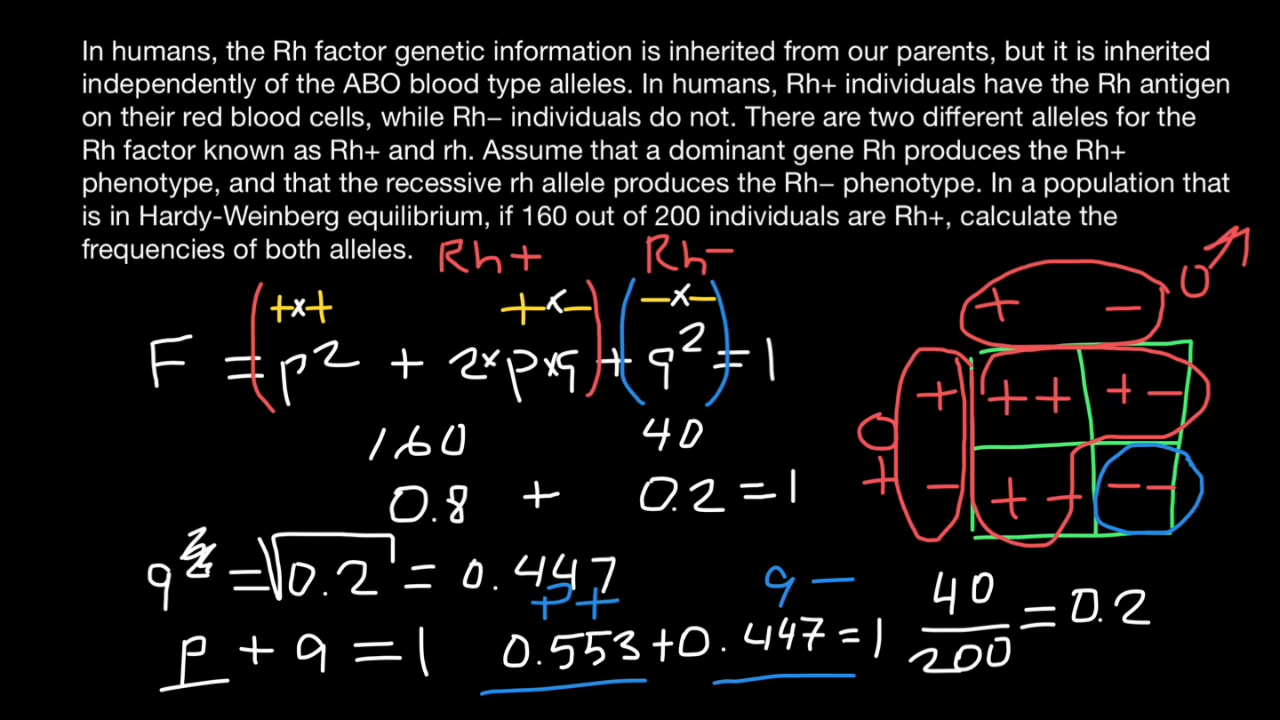 In humans, the Rh factor genetic information is inherited from our parents, but it is inherited
independently of the ABO blood type alleles. In humans, Rh+ individuals have the Rh antigen
on their red blood cells, while Rh− individuals do not. There are two different alleles for the
Rh factor known as Rh+ and rh. Assume that a dominant gene Rh produces the Rh+
phenotype, and that the recessive rh allele produces the Rh− phenotype. In a population that
is in Hardy-Weinberg equilibrium, if 160 out of 200 individuals are Rh+, calculate the
frequencies of both alleles.
Rh+ Rh−
+×+ +×− −×−
F = (p² + 2×p×q) + (q²) = 1
160 40
0.8 + 0.2 = 1
q = √0.2 = 0.447
p+ q−
p + q = 1 0.553 + 0.447 = 1
40
200
= 0.2
+ −
+ ++ +−
− +− −−